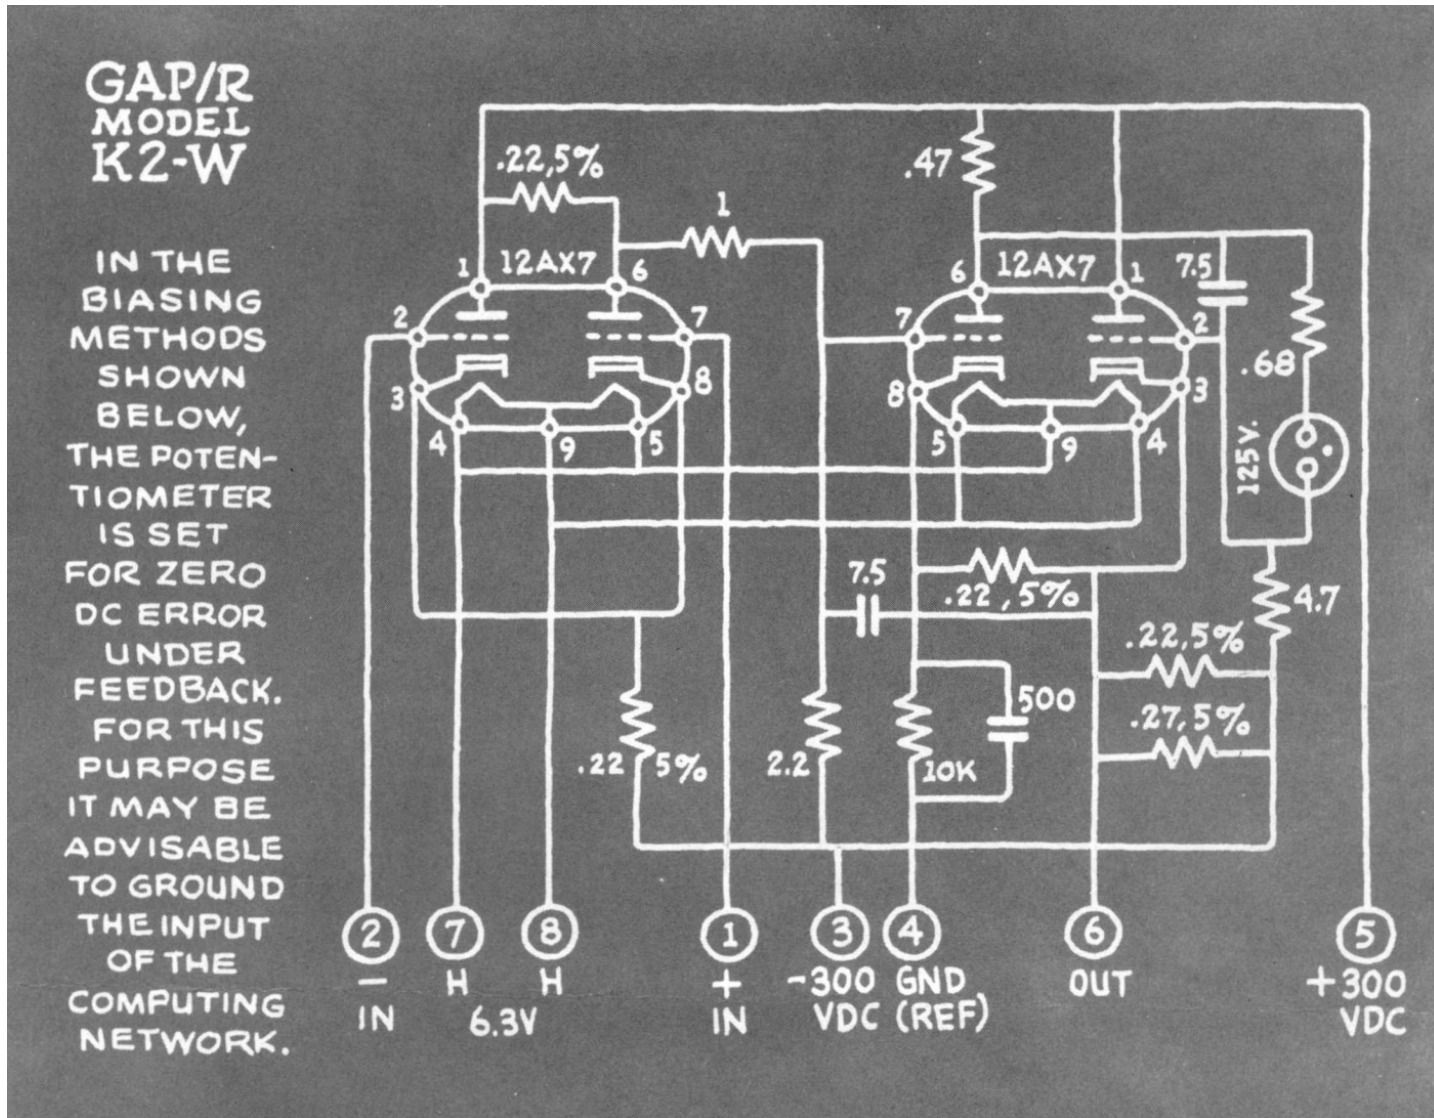 GAP/R
MODEL
K2-W
IN THE
BIASING
METHODS
SHOWN
BELOW,
THE POTEN-
TIOMETER
IS SET
FOR ZERO
DC ERROR
UNDER
FEEDBACK.
FOR THIS
PURPOSE
IT MAY BE
ADVISABLE
TO GROUND
THE INPUT
OF THE
COMPUTING
NETWORK.
.22,5%
1
.47
1 12AX7 6
6 12AX7 1
7.5
2 7
7 2
.68
3 8
8 3
4 9 5
5 9 4
125V.
7.5
.22,5%
4.7
.22,5%
500
.27,5%
.22 5%
2.2
10K
2 7 8 1 3 4 6 5
- H H + -300 GND OUT +300
IN 6.3V IN VDC (REF) VDC